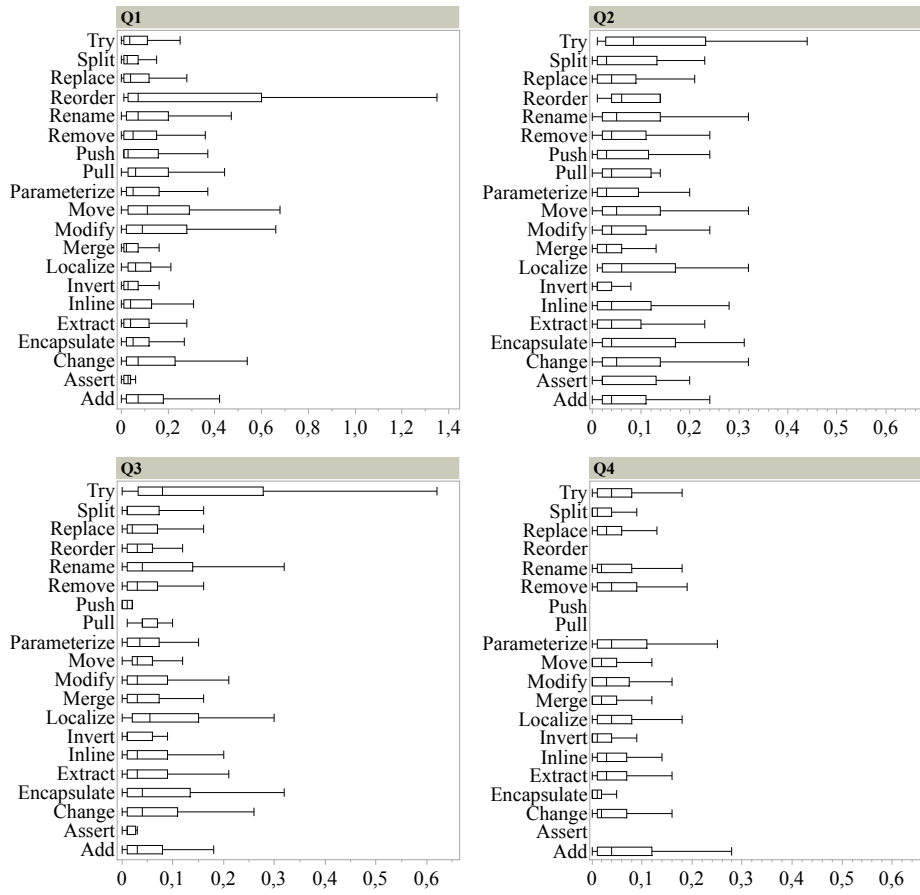 Q1
Try
Split
Replace
Reorder
Rename
Remove
Push
Pull
Parameterize
Move
Modify
Merge
Localize
Invert
Inline
Extract
Encapsulate
Change
Assert
Add
0 0,2 0,4 0,6 0,8 1,0 1,2 1,4
Q2
Try
Split
Replace
Reorder
Rename
Remove
Push
Pull
Parameterize
Move
Modify
Merge
Localize
Invert
Inline
Extract
Encapsulate
Change
Assert
Add
0 0,1 0,2 0,3 0,4 0,5 0,6
Q3
Try
Split
Replace
Reorder
Rename
Remove
Push
Pull
Parameterize
Move
Modify
Merge
Localize
Invert
Inline
Extract
Encapsulate
Change
Assert
Add
0 0,1 0,2 0,3 0,4 0,5 0,6
Q4
Try
Split
Replace
Reorder
Rename
Remove
Push
Pull
Parameterize
Move
Modify
Merge
Localize
Invert
Inline
Extract
Encapsulate
Change
Assert
Add
0 0,1 0,2 0,3 0,4 0,5 0,6